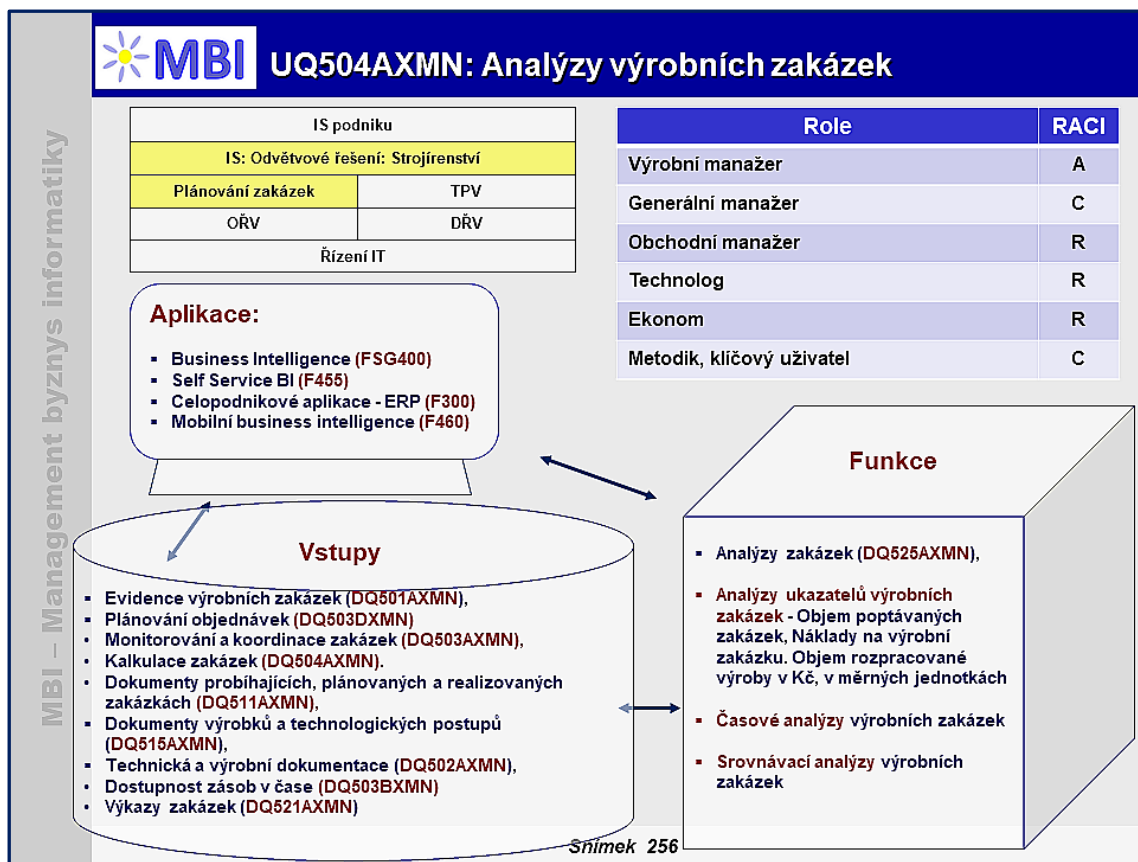 MBI
UQ504AXMN: Analýzy výrobních zakázek
MBI – Management byznys informatiky
IS podniku
IS: Odvětvové řešení: Strojírenství
Plánování zakázek
TPV
OŘV
DŘV
Řízení IT
Role RACI
Výrobní manažer A
Generální manažer C
Obchodní manažer R
Technolog R
Ekonom R
Metodik, klíčový uživatel C
Aplikace:
▪ Business Intelligence (FSG400)
▪ Self Service BI (F455)
▪ Celopodnikové aplikace - ERP (F300)
▪ Mobilní business intelligence (F460)
Vstupy
▪ Evidence výrobních zakázek (DQ501AXMN),
▪ Plánování objednávek (DQ503DXMN)
• Monitorování a koordinace zakázek (DQ503AXMN),
• Kalkulace zakázek (DQ504AXMN).
• Dokumenty probíhajících, plánovaných a realizovaných
zakázkách (DQ511AXMN),
• Dokumenty výrobků a technologických postupů
(DQ515AXMN),
▪ Technická a výrobní dokumentace (DQ502AXMN),
• Dostupnost zásob v čase (DQ503BXMN)
• Výkazy zakázek (DQ521AXMN)
Funkce
▪ Analýzy zakázek (DQ525AXMN),
▪ Analýzy ukazatelů výrobních
zakázek - Objem poptávaných
zakázek, Náklady na výrobní
zakázku. Objem rozpracované
výroby v Kč, v měrných jednotkách
▪ Časové analýzy výrobních zakázek
▪ Srovnávací analýzy výrobních
zakázek
Snímek 256